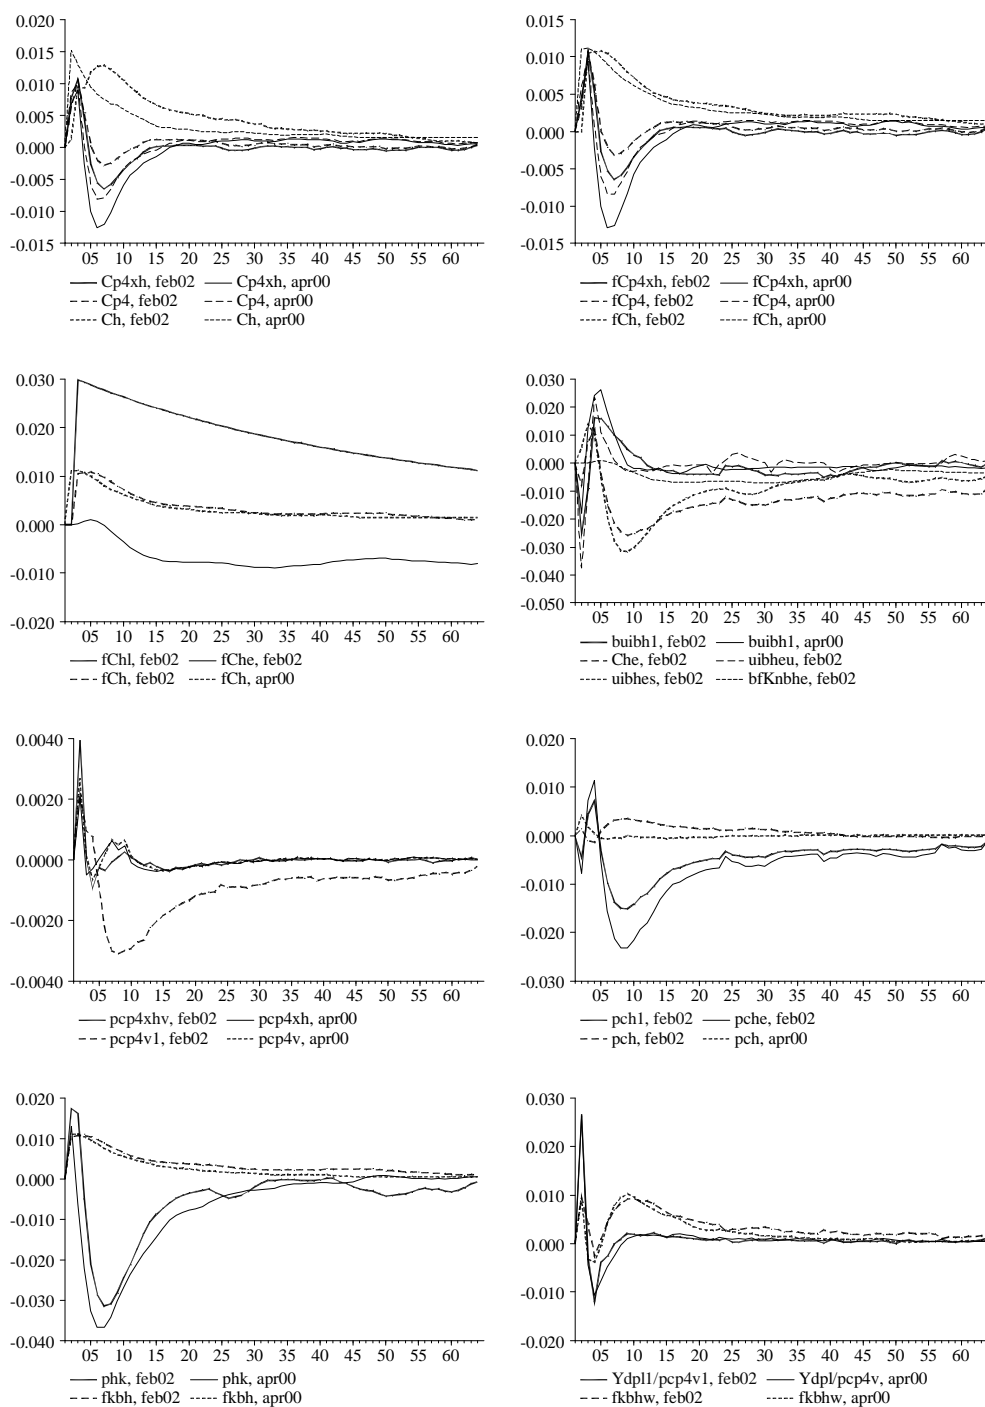 0.020
0.015
0.010
0.005
0.000
-0.005
-0.010
-0.015
05 10 15 20 25 30 35 40 45 50 55 60
Cp4xh, feb02 Cp4xh, apr00
Cp4, feb02 Cp4, apr00
Ch, feb02 Ch, apr00
0.015
0.010
0.005
0.000
-0.005
-0.010
-0.015
05 10 15 20 25 30 35 40 45 50 55 60
fCp4xh, feb02 fCp4xh, apr00
fCp4, feb02 fCp4, apr00
fCh, feb02 fCh, apr00
0.030
0.020
0.010
0.000
-0.010
-0.020
05 10 15 20 25 30 35 40 45 50 55 60
fChl, feb02 fChe, feb02
fCh, feb02 fCh, apr00
0.030
0.020
0.010
0.000
-0.010
-0.020
-0.030
-0.040
-0.050
05 10 15 20 25 30 35 40 45 50 55 60
buibh1, feb02 buibh1, apr00
Che, feb02 uibheu, feb02
uibhes, feb02 bfKnbhe, feb02
0.0040
0.0020
0.0000
-0.0020
-0.0040
05 10 15 20 25 30 35 40 45 50 55 60
pcp4xhv, feb02 pcp4xh, apr00
pcp4v1, feb02 pcp4v, apr00
0.020
0.010
0.000
-0.010
-0.020
-0.030
05 10 15 20 25 30 35 40 45 50 55 60
pch1, feb02 pche, feb02
pch, feb02 pch, apr00
0.020
0.010
0.000
-0.010
-0.020
-0.030
-0.040
05 10 15 20 25 30 35 40 45 50 55 60
phk, feb02 phk, apr00
fkbh, feb02 fkbh, apr00
0.030
0.020
0.010
0.000
-0.010
-0.020
05 10 15 20 25 30 35 40 45 50 55 60
Ydpl1/pcp4v1, feb02 Ydpl/pcp4v, apr00
fkbhw, feb02 fkbhw, apr00